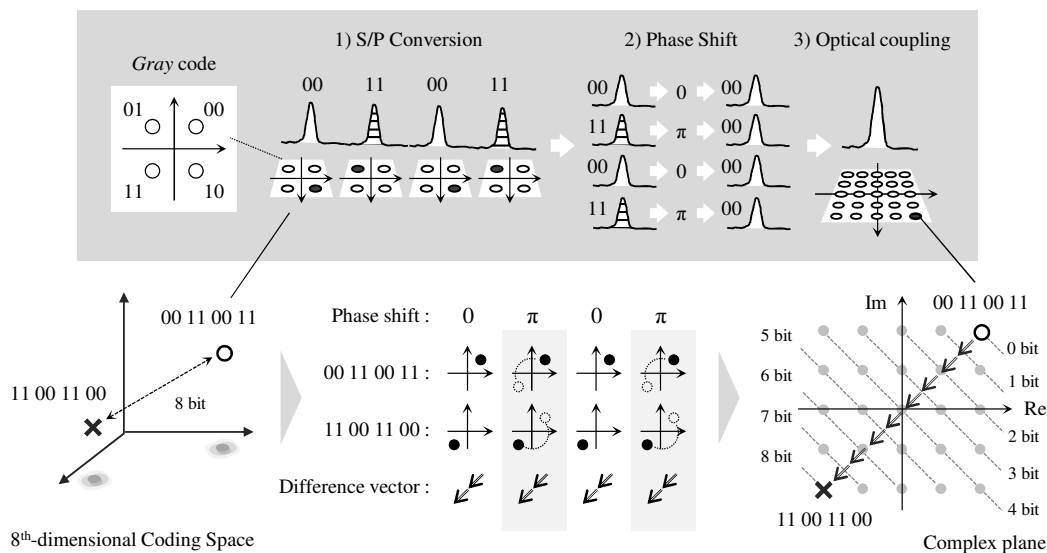 1) S/P Conversion
2) Phase Shift
3) Optical coupling
Gray code
01 00
11 10
00 11 00 11
00 0 00
11 π 00
00 0 00
11 π 00
00 11 00 11
11 00 11 00
8 bit
8th-dimensional Coding Space
Phase shift : 0 π 0 π
00 11 00 11 :
11 00 11 00 :
Difference vector :
Im
00 11 00 11
5 bit
6 bit
7 bit
8 bit
0 bit
1 bit
Re
2 bit
3 bit
4 bit
11 00 11 00
Complex plane